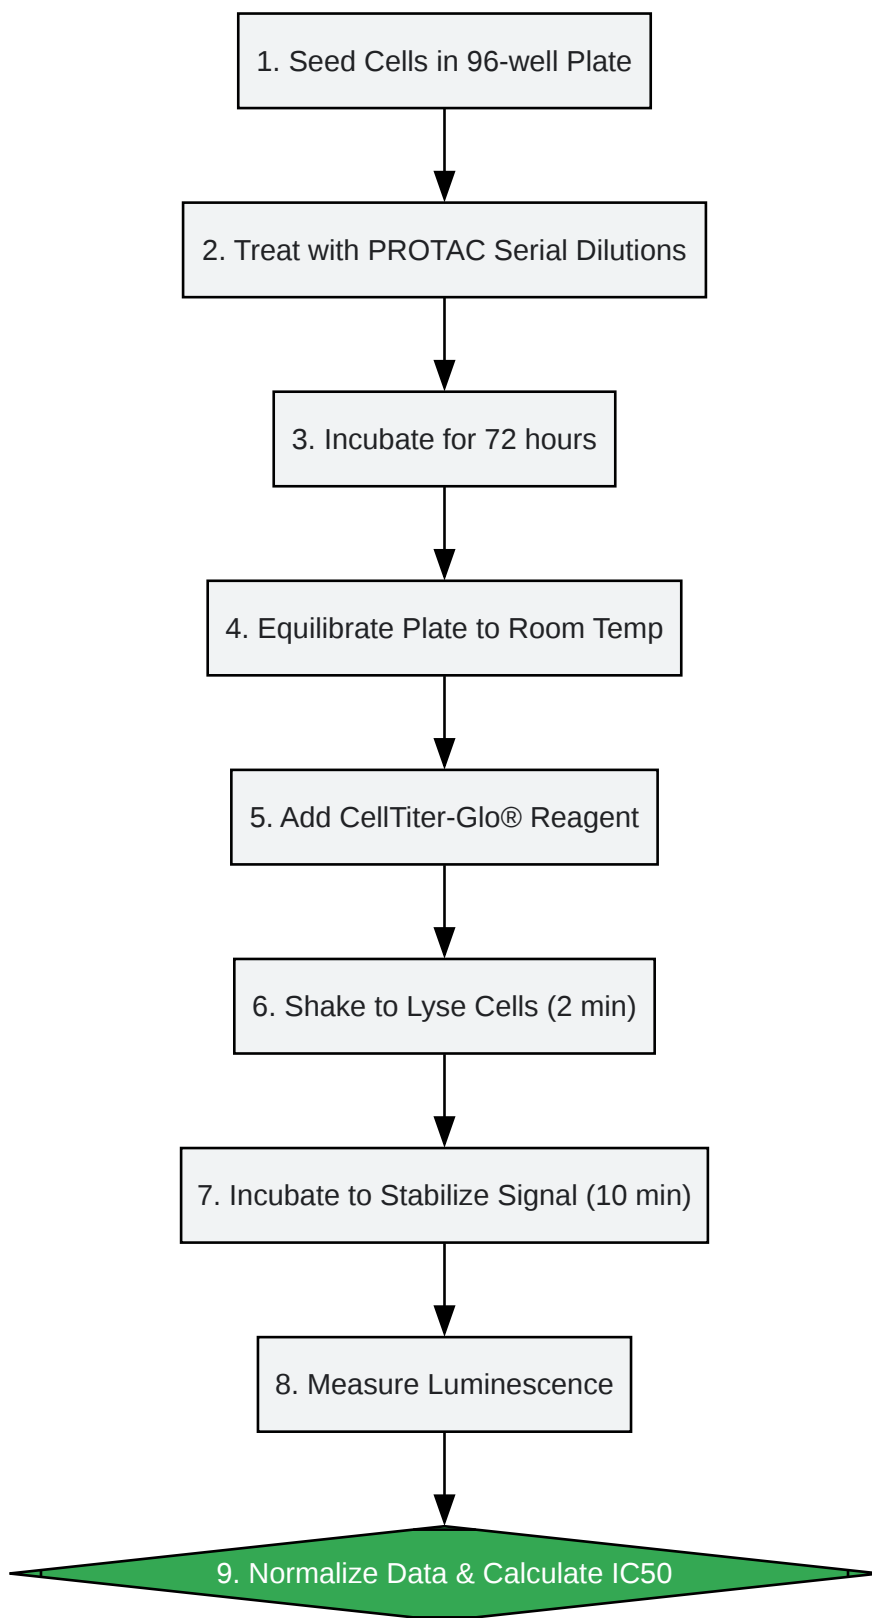 1. Seed Cells in 96-well Plate
2. Treat with PROTAC Serial Dilutions
3. Incubate for 72 hours
4. Equilibrate Plate to Room Temp
5. Add CellTiter-Glo® Reagent
6. Shake to Lyse Cells (2 min)
7. Incubate to Stabilize Signal (10 min)
8. Measure Luminescence
9. Normalize Data & Calculate IC50